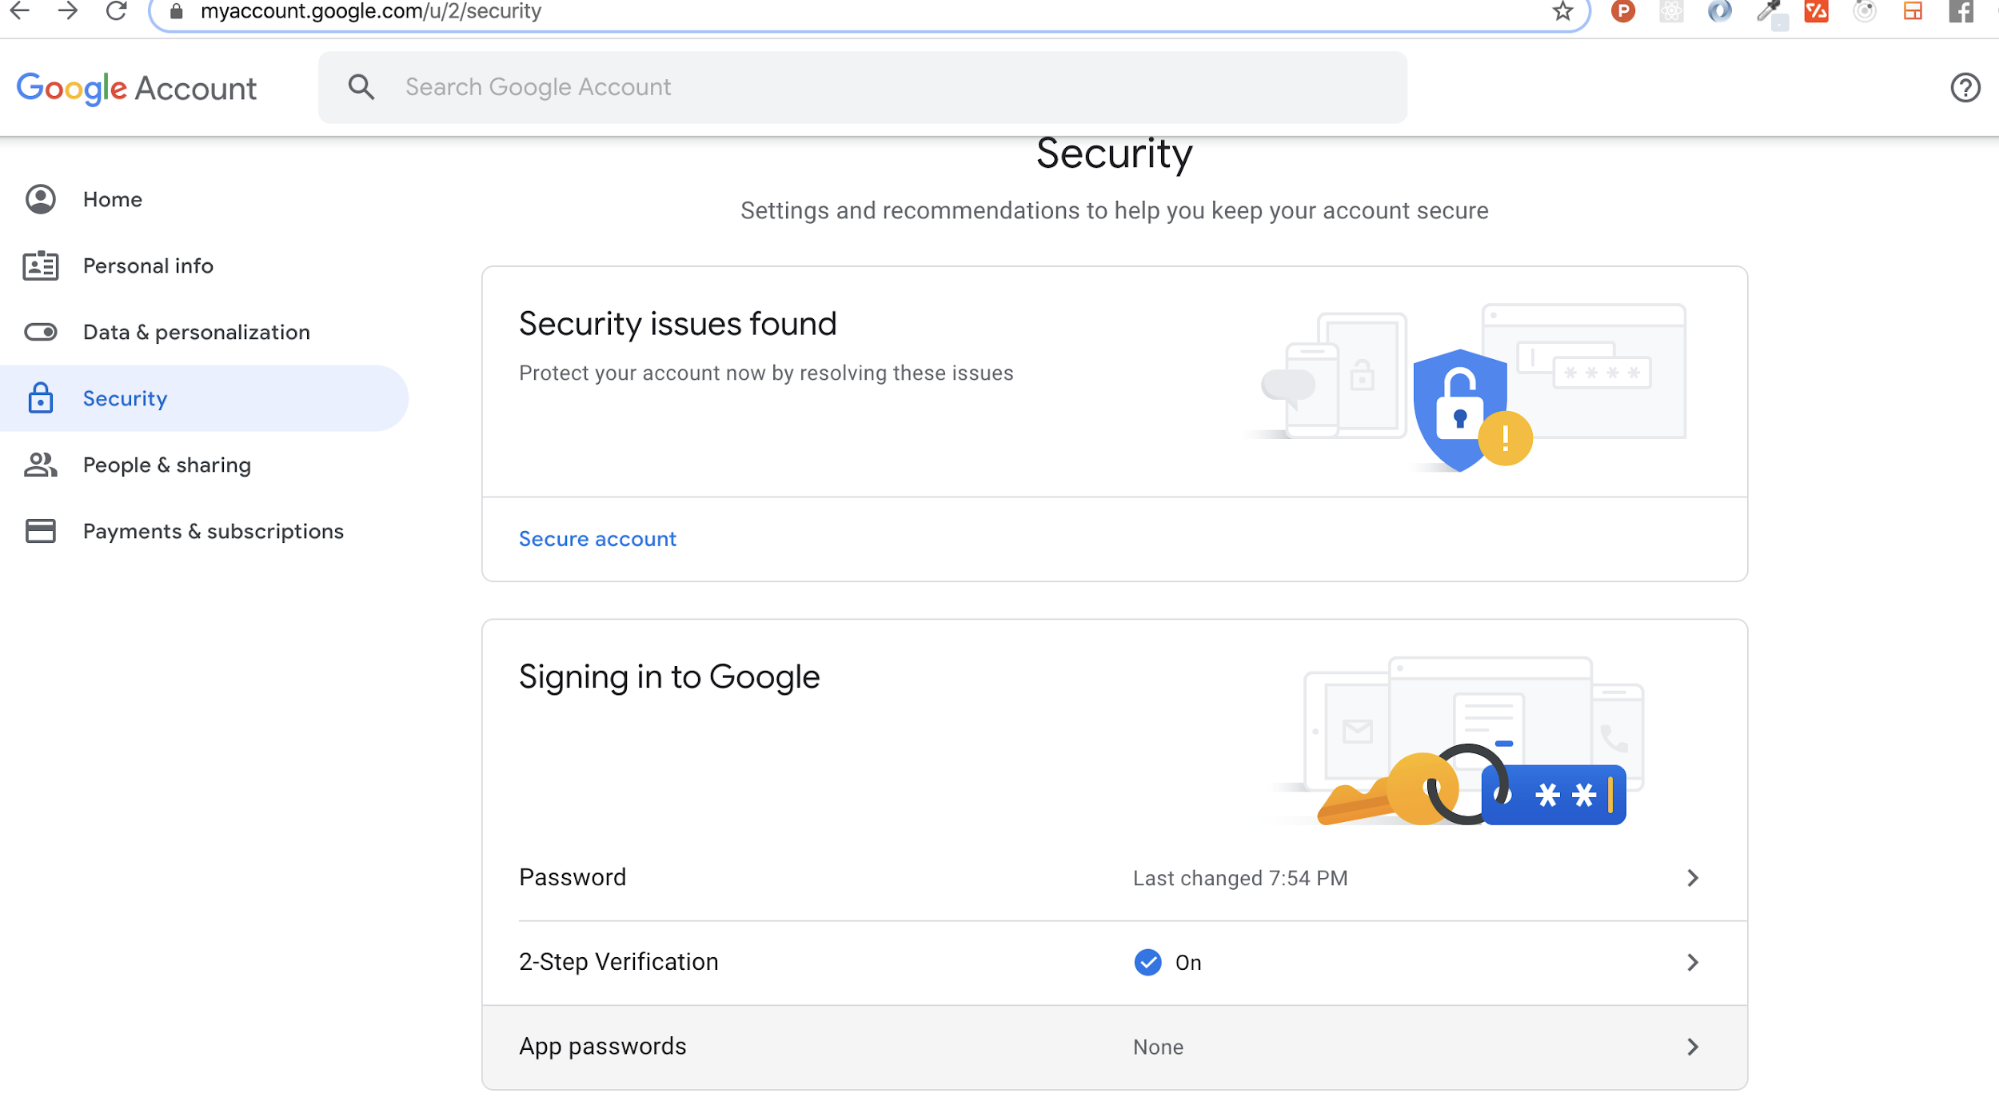 myaccount.google.com/u/2/security
Google Account
Search Google Account
Security
Settings and recommendations to help you keep your account secure
Home
Personal info
Data & personalization
Security
People & sharing
Payments & subscriptions
Security issues found
Protect your account now by resolving these issues
Secure account
Signing in to Google
Password
Last changed 7:54 PM
2-Step Verification
On
App passwords
None